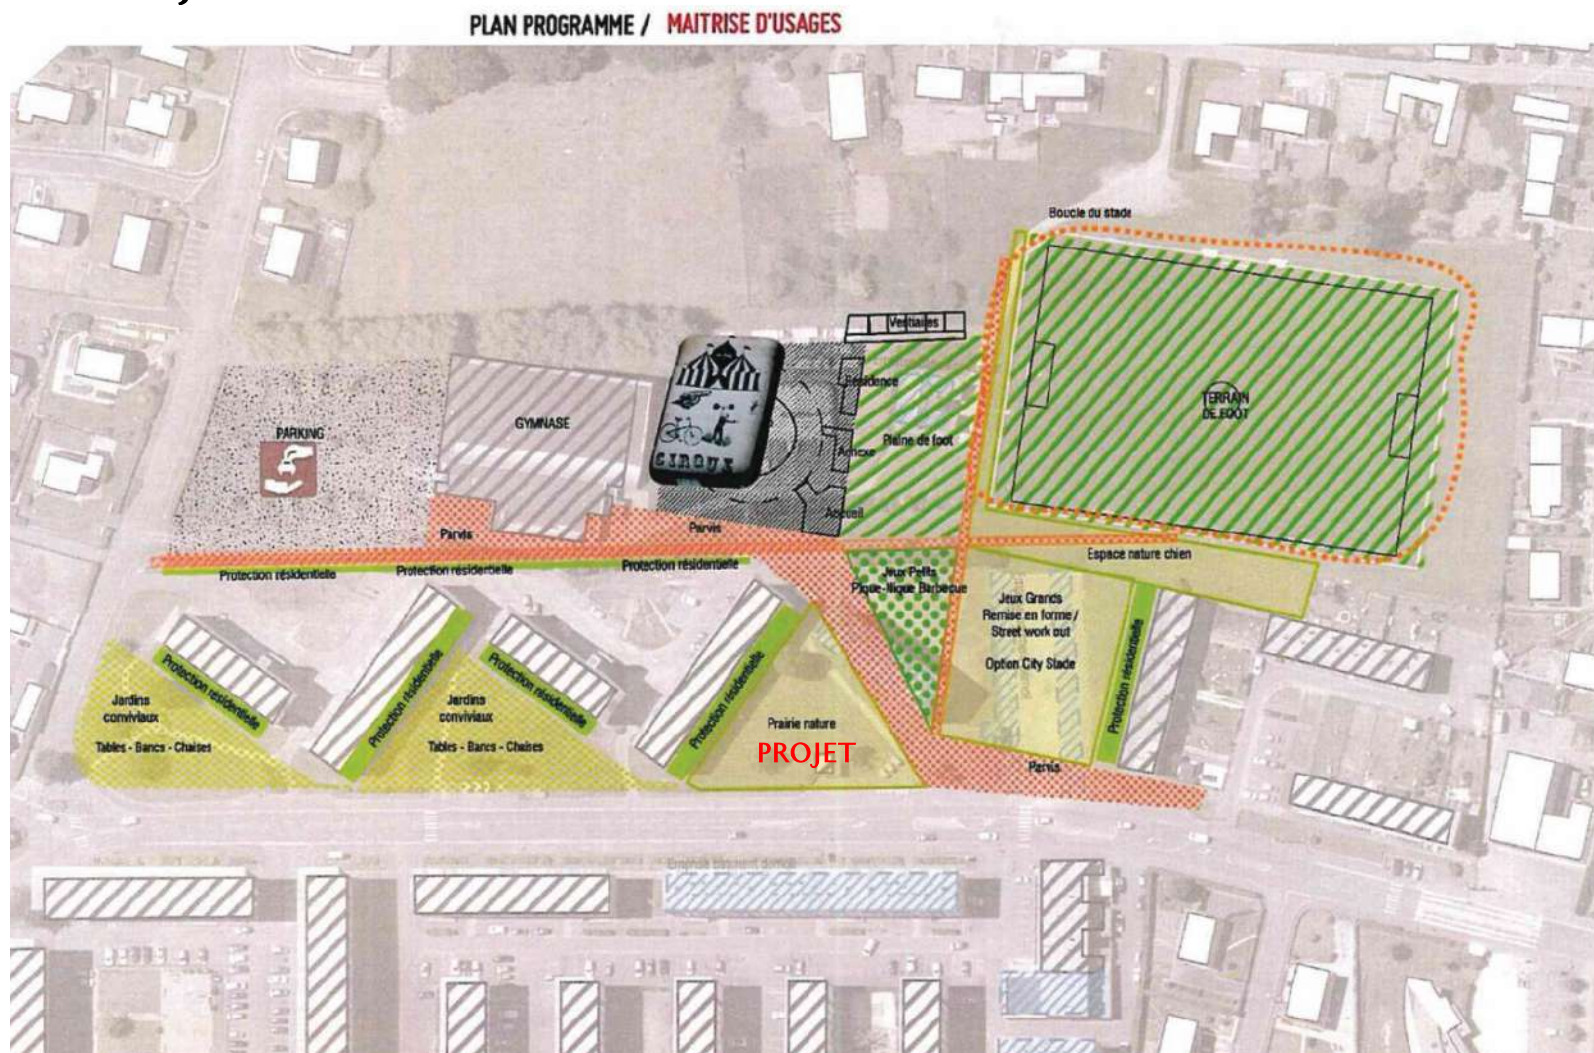 PLAN PROGRAMME / MAITRISE D'USAGES
Boucle du stade
Vestiaires
Résidence
TERRAIN
DE FOOT
PARKING
GYMNASE
CIRQUE
Plaine de foot
Annexe
Accueil
Parvis
Parvis
Espace nature chien
Protection résidentielle
Protection résidentielle
Protection résidentielle
Jeux Petits
Pique-Nique Barbecue
Jeux Grands
Remise en forme /
Street work out
Option City Stade
Protection résidentielle
Protection résidentielle
Protection résidentielle
Protection résidentielle
Protection résidentielle
Jardins
conviviaux
Tables - Bancs - Chaises
Jardins
conviviaux
Tables - Bancs - Chaises
Prairie nature
PROJET
Parvis
Emprise bâtiment démoli